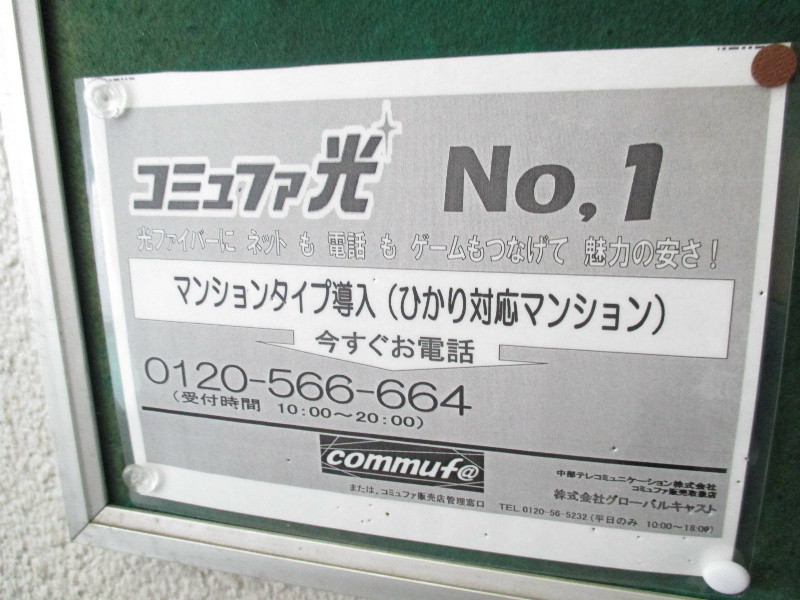 コミュファ光 No,1
光ファイバーに ネット も 電話 も ゲームもつなげて 魅力の安さ!
マンションタイプ導入(ひかり対応マンション)
今すぐお電話
0120-566-664
(受付時間 10:00~20:00)
commuf@
中部テレコミュニケーション株式会社
コミュファ販売取扱店
または、コミュファ販売店管理窓口
株式会社グローバルキャスト
TEL 0120-56-5232 (平日のみ 10:00~18:00)